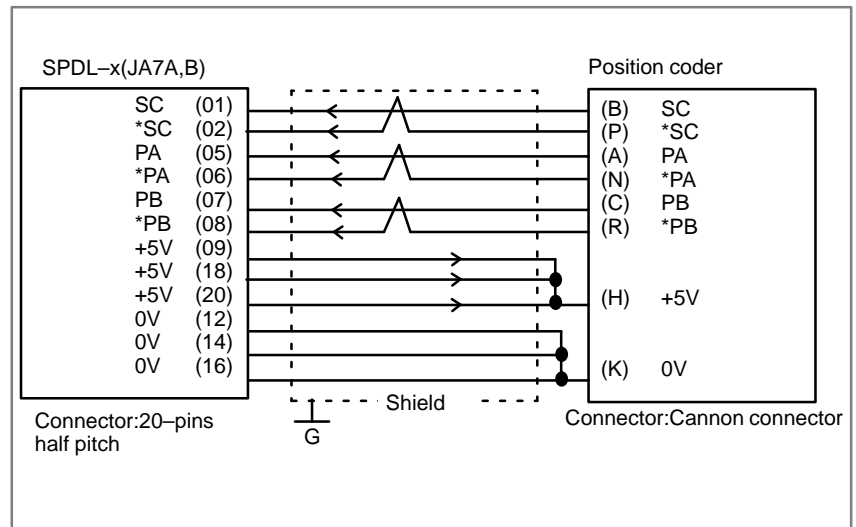 SPDL–x(JA7A,B)
SC (01)
*SC (02)
PA (05)
*PA (06)
PB (07)
*PB (08)
+5V (09)
+5V (18)
+5V (20)
0V (12)
0V (14)
0V (16)
Connector:20–pins
half pitch
Shield
G
Position coder
(B) SC
(P) *SC
(A) PA
(N) *PA
(C) PB
(R) *PB
(H) +5V
(K) 0V
Connector:Cannon connector